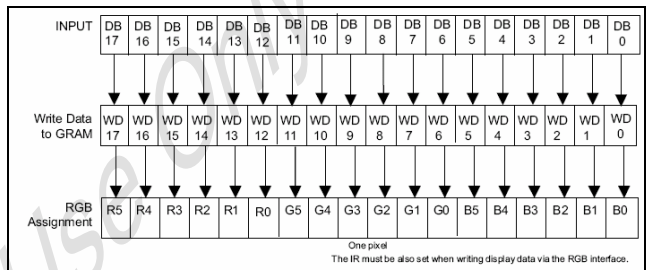 INPUT DB DB DB DB DB DB DB DB DB DB DB DB DB DB DB DB DB DB
17 16 15 14 13 12 11 10 9 8 7 6 5 4 3 2 1 0
Write Data WD WD WD WD WD WD WD WD WD WD WD WD WD WD WD WD WD WD
to GRAM 17 16 15 14 13 12 11 10 9 8 7 6 5 4 3 2 1 0
RGB R5 R4 R3 R2 R1 R0 G5 G4 G3 G2 G1 G0 B5 B4 B3 B2 B1 B0
Assignment
One pixel
The IR must be also set when writing display data via the RGB interface.
Use Only